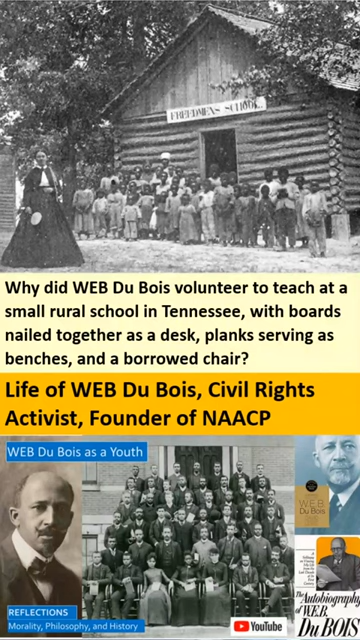 FREEDMENS SCHOOL
Why did WEB Du Bois volunteer to teach at a
small rural school in Tennessee, with boards
nailed together as a desk, planks serving as
benches, and a borrowed chair?
Life of WEB Du Bois, Civil Rights
Activist, Founder of NAACP
WEB Du Bois as a Youth
W.E.B.
Du Bois
The
Autobiography
of W.E.B.
Du BOIS
REFLECTIONS
Morality, Philosophy, and History
YouTube